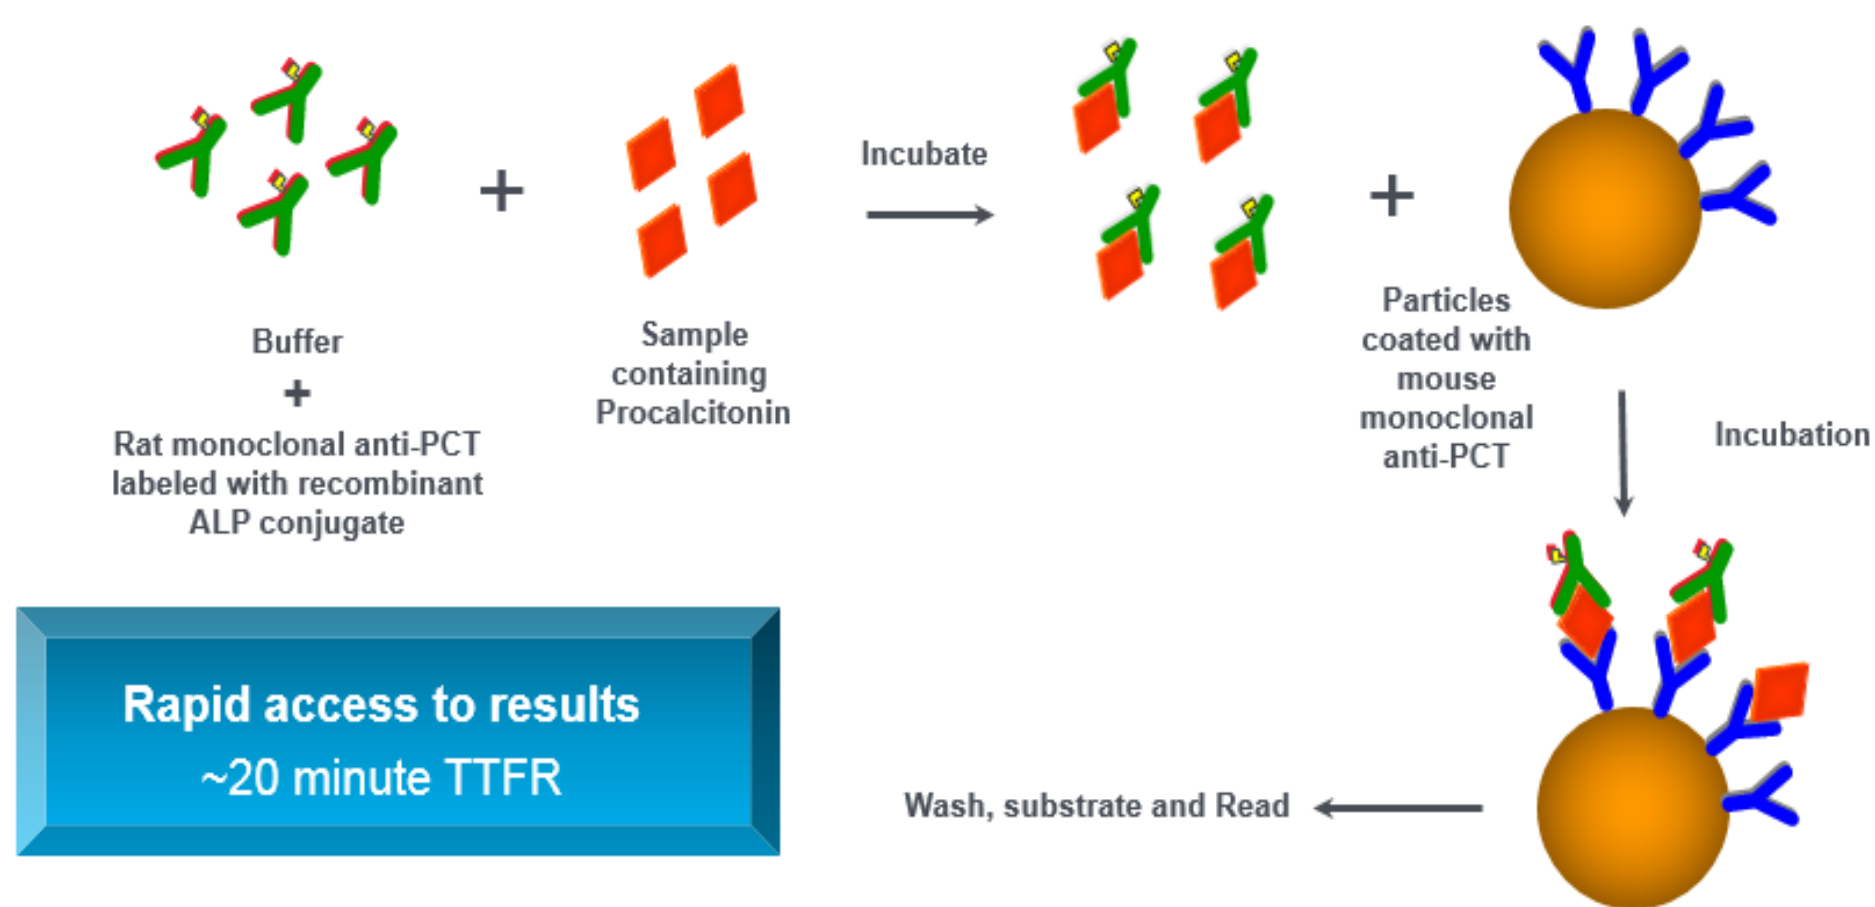 Buffer
+
Rat monoclonal anti-PCT
labeled with recombinant
ALP conjugate
+
Sample
containing
Procalcitonin
Incubate
+
Particles
coated with
mouse
monoclonal
anti-PCT
Incubation
Wash, substrate and Read
Rapid access to results
~20 minute TTFR